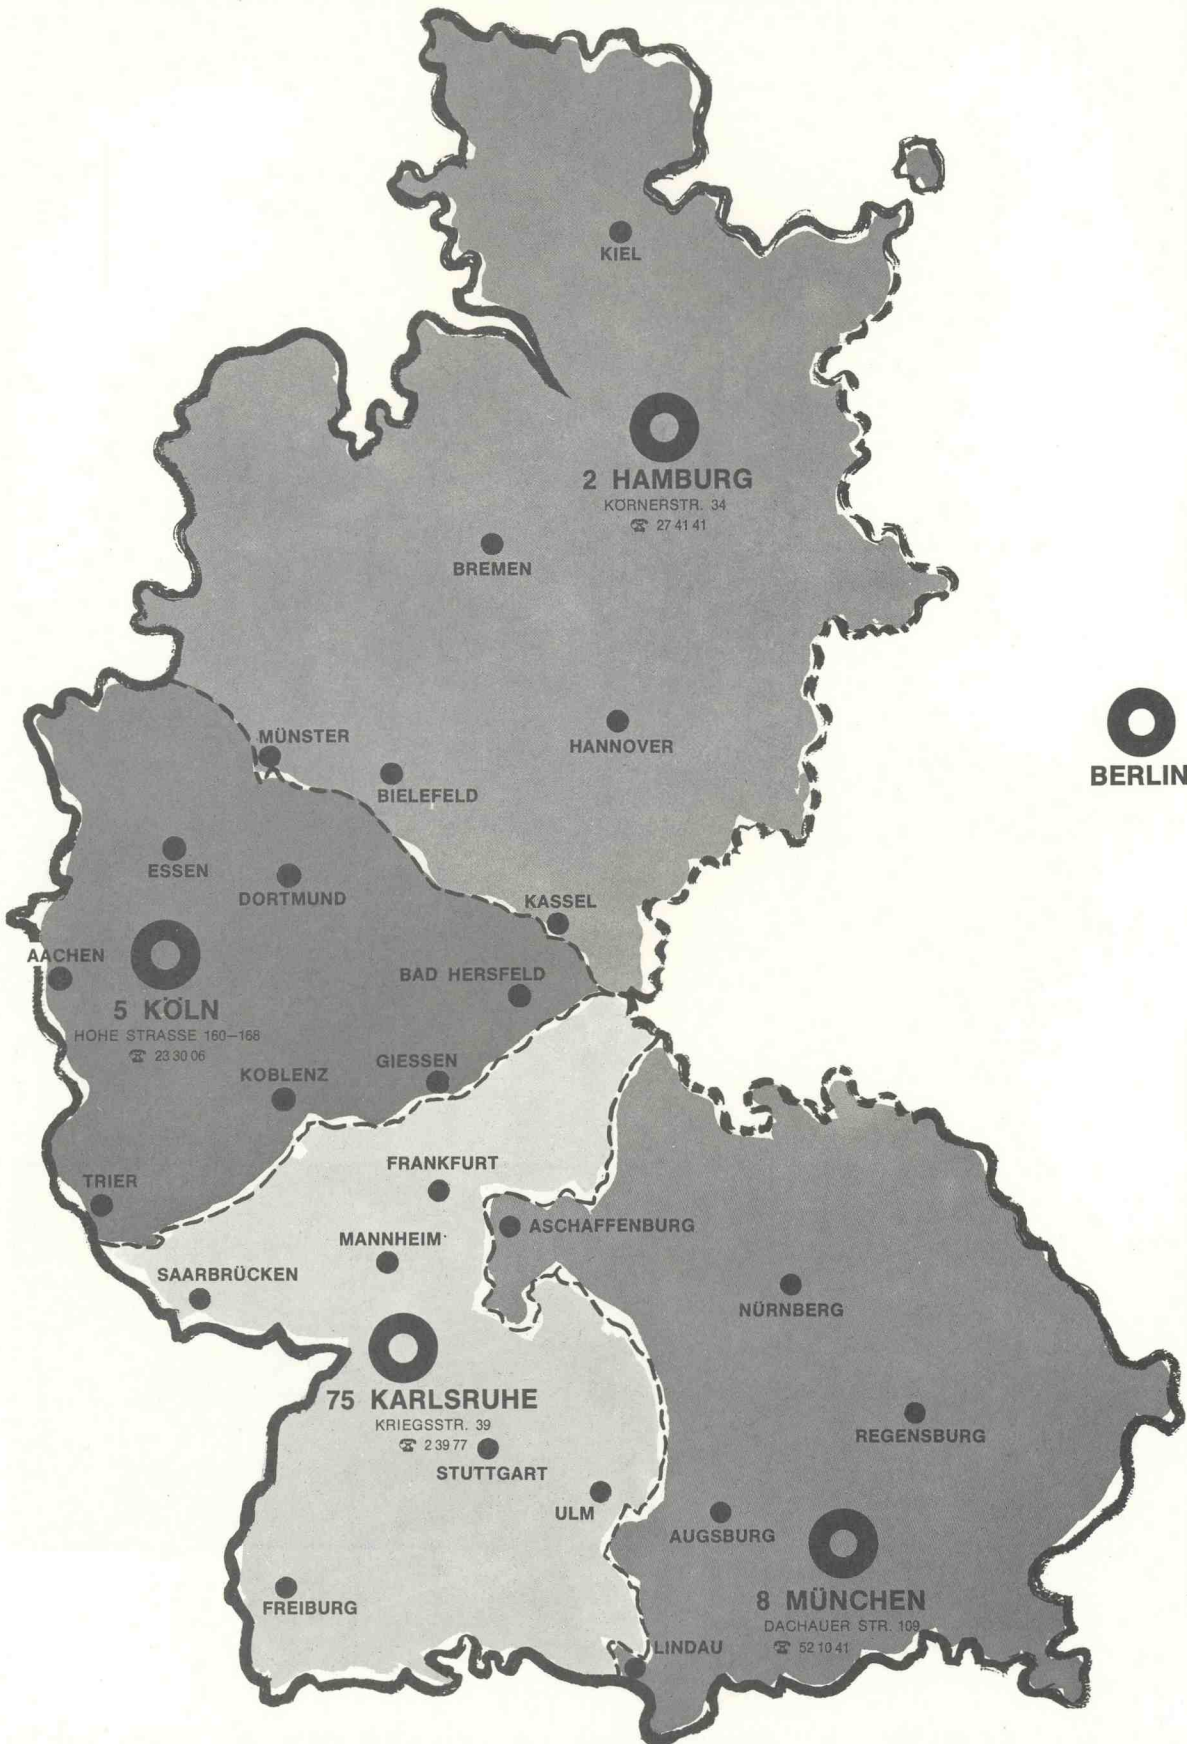 KIEL
2 HAMBURG
KÖRNERSTR. 34
☎ 27 41 41
BREMEN
MÜNSTER
HANNOVER
BERLIN
BIELEFELD
ESSEN
DORTMUND
KASSEL
AACHEN
BAD HERSFELD
5 KÖLN
HOHE STRASSE 160–168
☎ 23 30 06
KOBLENZ
GIESSEN
TRIER
FRANKFURT
ASCHAFFENBURG
MANNHEIM
SAARBRÜCKEN
NÜRNBERG
75 KARLSRUHE
KRIEGSSTR. 39
☎ 2 39 77
REGENSBURG
STUTTGART
ULM
AUGSBURG
8 MÜNCHEN
DACHAUER STR. 109
☎ 52 10 41
FREIBURG
LINDAU